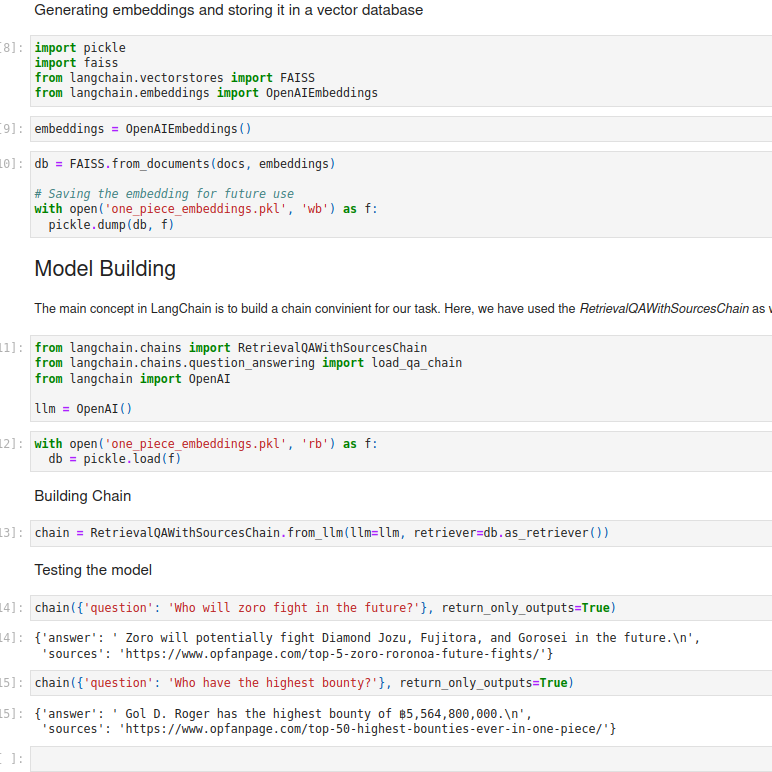 Generating embeddings and storing it in a vector database
[8]: import pickle
import faiss
from langchain.vectorstores import FAISS
from langchain.embeddings import OpenAIEmbeddings
[9]: embeddings = OpenAIEmbeddings()
10]: db = FAISS.from_documents(docs, embeddings)
# Saving the embedding for future use
with open('one_piece_embeddings.pkl', 'wb') as f:
  pickle.dump(db, f)
Model Building
The main concept in LangChain is to build a chain convinient for our task. Here, we have used the RetrievalQAWithSourcesChain as
11]: from langchain.chains import RetrievalQAWithSourcesChain
from langchain.chains.question_answering import load_qa_chain
from langchain import OpenAI
llm = OpenAI()
12]: with open('one_piece_embeddings.pkl', 'rb') as f:
  db = pickle.load(f)
Building Chain
13]: chain = RetrievalQAWithSourcesChain.from_llm(llm=llm, retriever=db.as_retriever())
Testing the model
14]: chain({'question': 'Who will zoro fight in the future?'}, return_only_outputs=True)
14]: {'answer': ' Zoro will potentially fight Diamond Jozu, Fujitora, and Gorosei in the future.\n',
 'sources': 'https://www.opfanpage.com/top-5-zoro-roronoa-future-fights/'}
15]: chain({'question': 'Who have the highest bounty?'}, return_only_outputs=True)
15]: {'answer': ' Gol D. Roger has the highest bounty of ฿5,564,800,000.\n',
 'sources': 'https://www.opfanpage.com/top-50-highest-bounties-ever-in-one-piece/'}
[ ]: